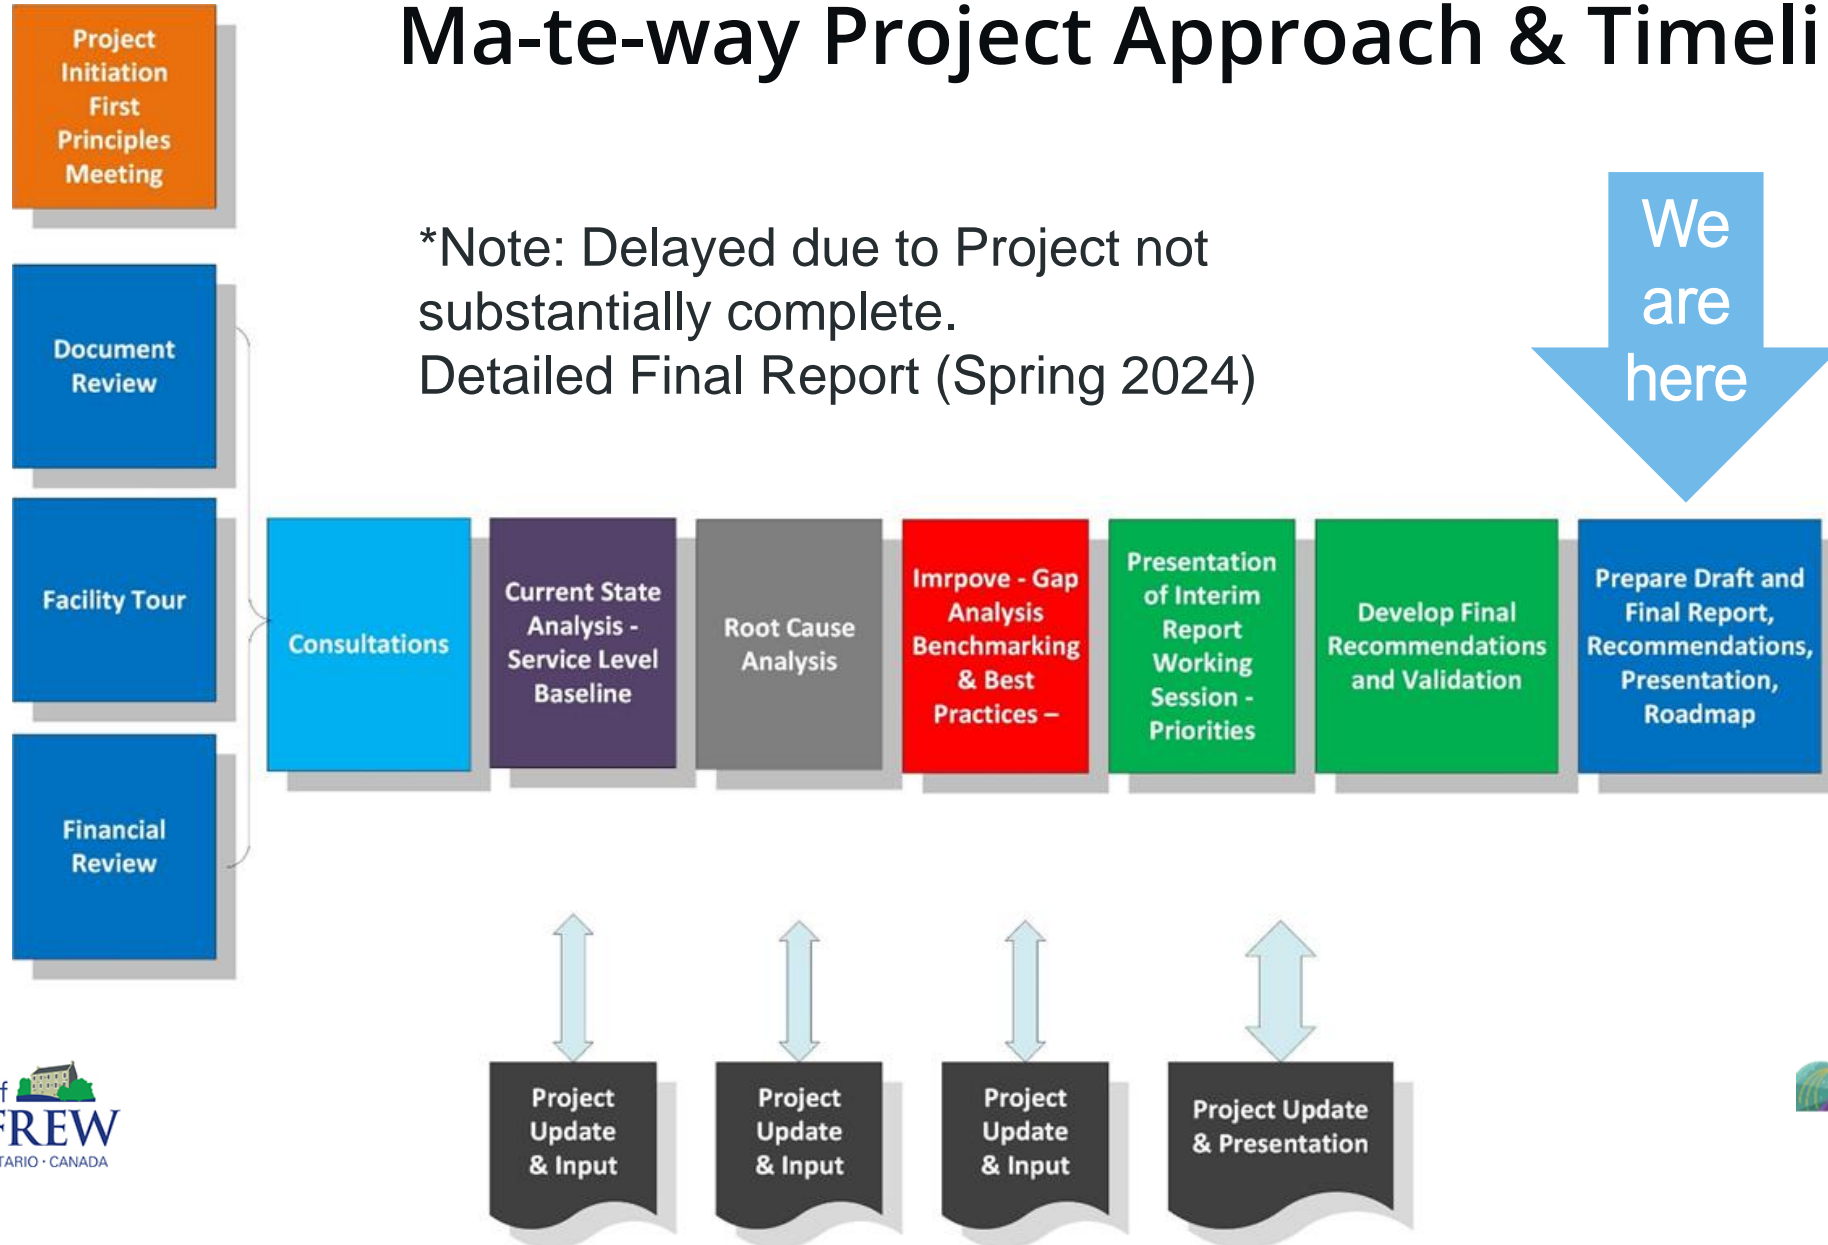 Ma-te-way Project Approach & Timeli
Project
Initiation
First
Principles
Meeting
*Note: Delayed due to Project not
substantially complete.
Detailed Final Report (Spring 2024)
We
are
here
Document
Review
Facility Tour
Financial
Review
Consultations
Current State
Analysis -
Service Level
Baseline
Root Cause
Analysis
Imrpove - Gap
Analysis
Benchmarking
& Best
Practices –
Presentation
of Interim
Report
Working
Session -
Priorities
Develop Final
Recommendations
and Validation
Prepare Draft and
Final Report,
Recommendations,
Presentation,
Roadmap
Project
Update
& Input
Project
Update
& Input
Project
Update
& Input
Project Update
& Presentation
f
FREW
TARIO · CANADA